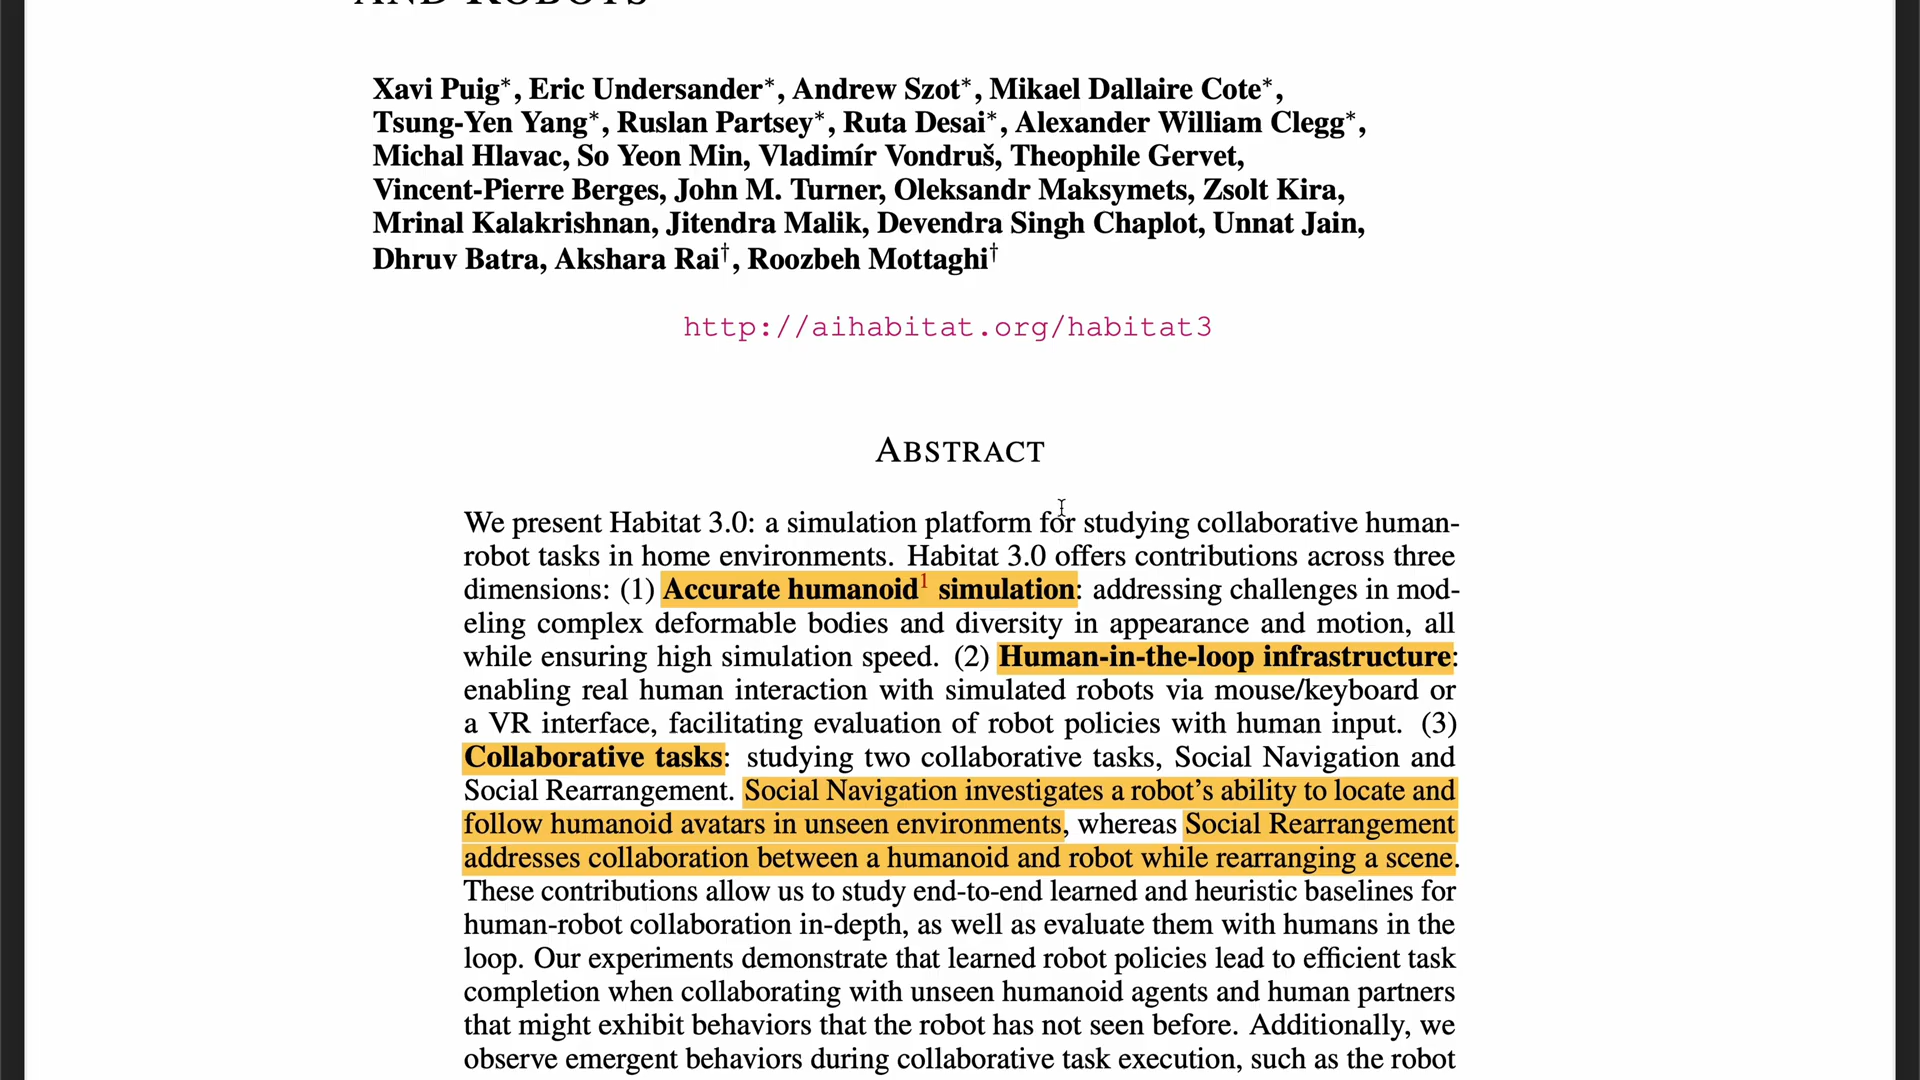 AND ROBOTS
Xavi Puig*, Eric Undersander*, Andrew Szot*, Mikael Dallaire Cote*,
Tsung-Yen Yang*, Ruslan Partsey*, Ruta Desai*, Alexander William Clegg*,
Michal Hlavac, So Yeon Min, Vladimír Vondruš, Theophile Gervet,
Vincent-Pierre Berges, John M. Turner, Oleksandr Maksymets, Zsolt Kira,
Mrinal Kalakrishnan, Jitendra Malik, Devendra Singh Chaplot, Unnat Jain,
Dhruv Batra, Akshara Rai†, Roozbeh Mottaghi†
http://aihabitat.org/habitat3
ABSTRACT
We present Habitat 3.0: a simulation platform for studying collaborative human-
robot tasks in home environments. Habitat 3.0 offers contributions across three
dimensions: (1) Accurate humanoid¹ simulation: addressing challenges in mod-
eling complex deformable bodies and diversity in appearance and motion, all
while ensuring high simulation speed. (2) Human-in-the-loop infrastructure:
enabling real human interaction with simulated robots via mouse/keyboard or
a VR interface, facilitating evaluation of robot policies with human input. (3)
Collaborative tasks: studying two collaborative tasks, Social Navigation and
Social Rearrangement. Social Navigation investigates a robot's ability to locate and
follow humanoid avatars in unseen environments, whereas Social Rearrangement
addresses collaboration between a humanoid and robot while rearranging a scene.
These contributions allow us to study end-to-end learned and heuristic baselines for
human-robot collaboration in-depth, as well as evaluate them with humans in the
loop. Our experiments demonstrate that learned robot policies lead to efficient task
completion when collaborating with unseen humanoid agents and human partners
that might exhibit behaviors that the robot has not seen before. Additionally, we
observe emergent behaviors during collaborative task execution, such as the robot